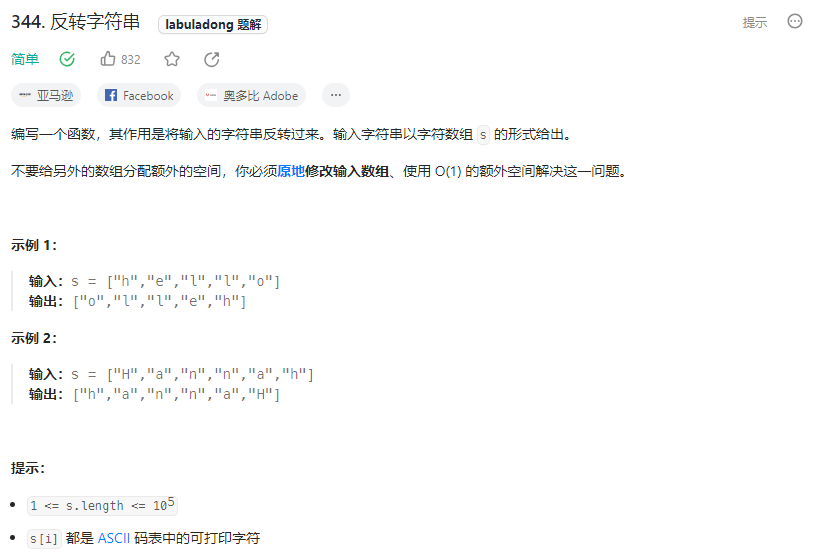 344. 反转字符串 labuladong 题解 提示
简单 832
亚马逊 Facebook 奥多比 Adobe ...
编写一个函数，其作用是将输入的字符串反转过来。输入字符串以字符数组 s 的形式给出。
不要给另外的数组分配额外的空间，你必须原地修改输入数组、使用 O(1) 的额外空间解决这一问题。
示例 1：
输入：s = ["h","e","l","l","o"]
输出：["o","l","l","e","h"]
示例 2：
输入：s = ["H","a","n","n","a","h"]
输出：["h","a","n","n","a","H"]
提示：
1 <= s.length <= 10⁵
s[i] 都是 ASCII 码表中的可打印字符